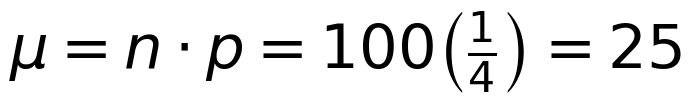 μ = n · p = 100(1/4) = 25